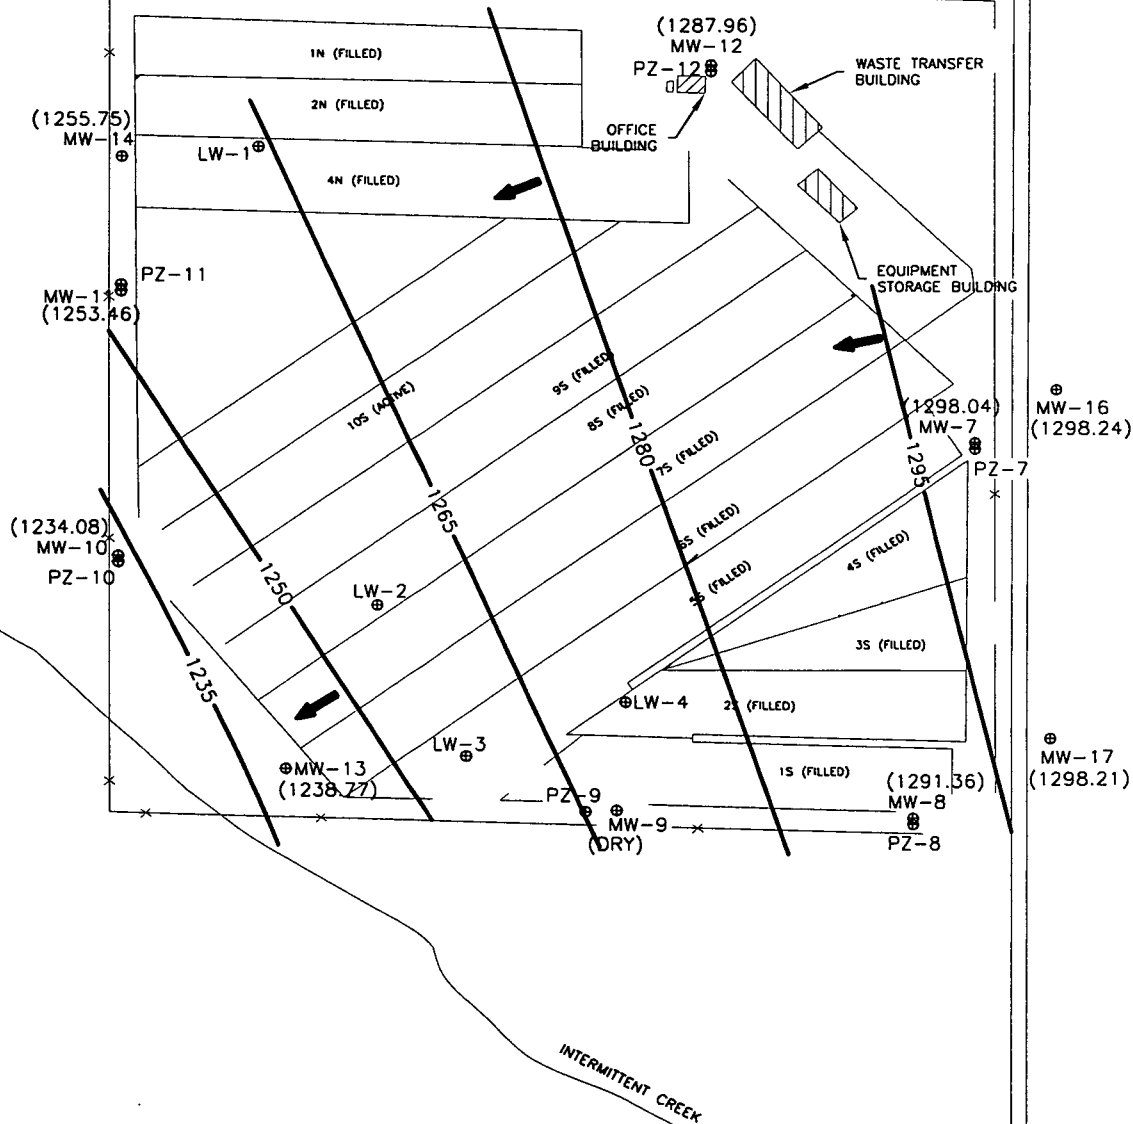 (1287.96)
MW-12
PZ-12
1N (FILLED)
WASTE TRANSFER
BUILDING
2N (FILLED)
(1255.75)
MW-14
OFFICE
BUILDING
LW-1
4N (FILLED)
PZ-11
EQUIPMENT
STORAGE BUILDING
MW-1
(1253.46)
9S (FILLED)
10S (ACTIVE)
8S (FILLED)
(1298.04)
MW-7
MW-16
(1298.24)
1280
7S (FILLED)
1295
PZ-7
1265
(1234.08)
MW-10
PZ-10
6S (FILLED)
4S (FILLED)
1250
5S (FILLED)
LW-2
3S (FILLED)
1235
LW-4
2S (FILLED)
LW-3
MW-13
(1238.77)
1S (FILLED)
MW-17
(1298.21)
(1291.36)
MW-8
PZ-8
PZ-9
MW-9
(DRY)
INTERMITTENT CREEK